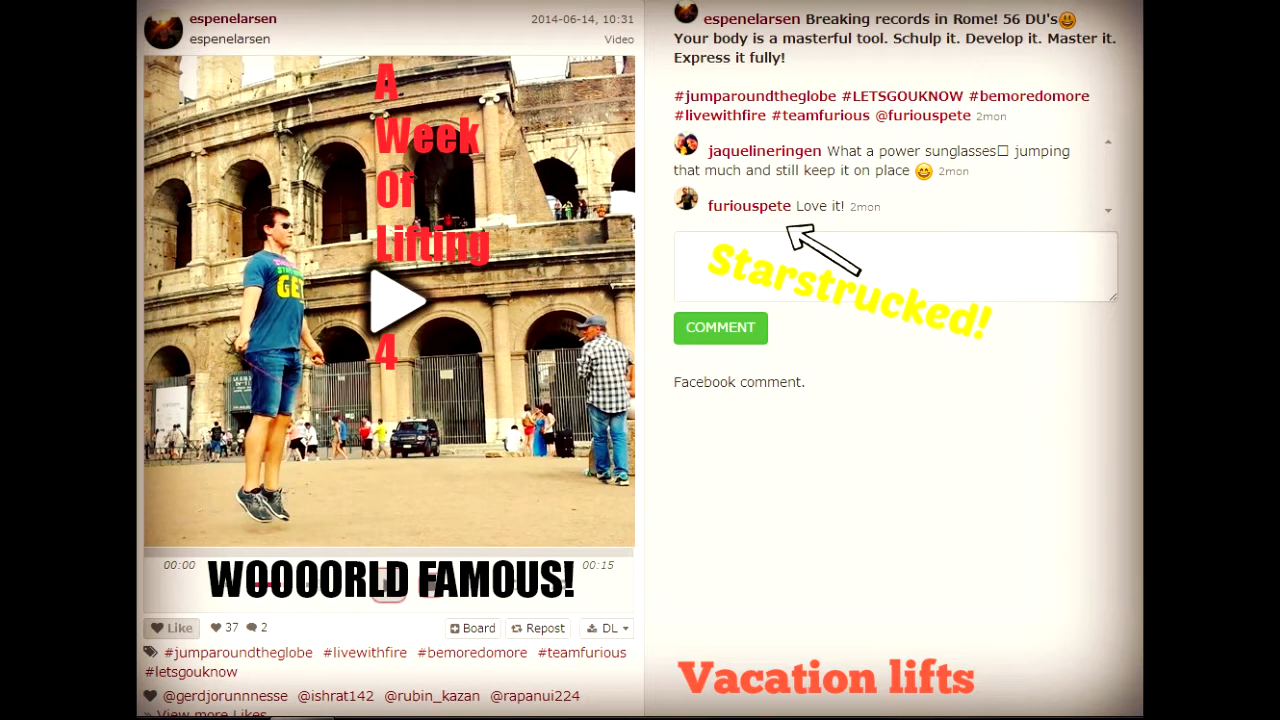 espenelarsen
2014-06-14, 10:31
espenelarsen
Video
A
Week
Of
Lifting
4
GE
00:00
00:15
WOOOORLD FAMOUS!
Like
37
2
Board
Repost
DL
#jumparoundtheglobe #livewithfire #bemoredomore #teamfurious
#letsgouknow
@gerdjorunnnesse @ishrat142 @rubin_kazan @rapanui224
» View more Likes
espenelarsen Breaking records in Rome! 56 DU's😀
Your body is a masterful tool. Schulp it. Develop it. Master it.
Express it fully!
#jumparoundtheglobe #LETSGOUKNOW #bemoredomore
#livewithfire #teamfurious @furiouspete 2mon
jaquelineringen What a power sunglasses□ jumping
that much and still keep it on place 😄 2mon
furiouspete Love it! 2mon
Starstrucked!
COMMENT
Facebook comment.
Vacation lifts